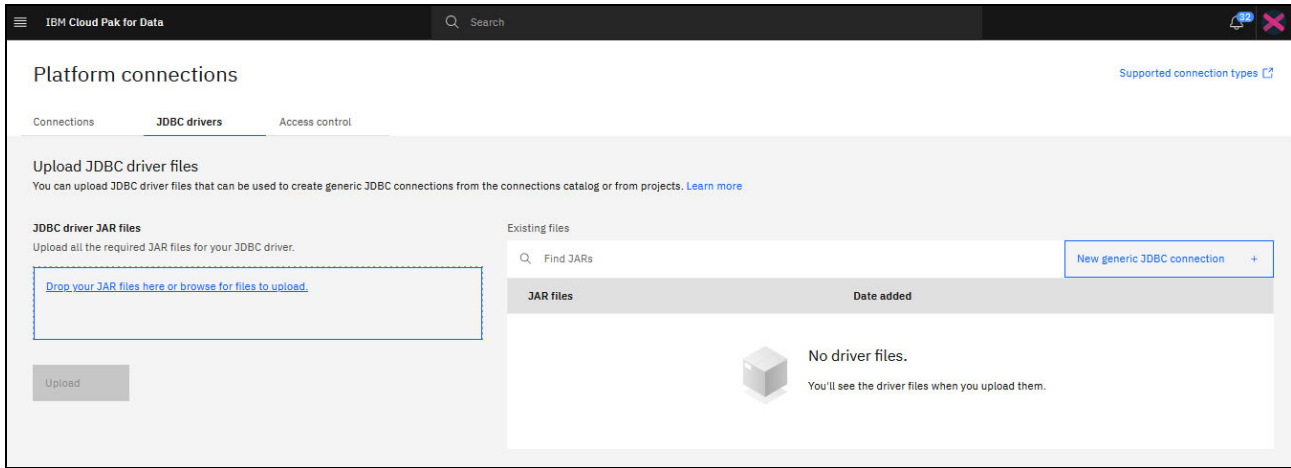 IBM Cloud Pak for Data
Search
32
Platform connections
Supported connection types
Connections
JDBC drivers
Access control
Upload JDBC driver files
You can upload JDBC driver files that can be used to create generic JDBC connections from the connections catalog or from projects. Learn more
JDBC driver JAR files
Upload all the required JAR files for your JDBC driver.
Drop your JAR files here or browse for files to upload.
Upload
Existing files
Find JARs
New generic JDBC connection +
JAR files
Date added
No driver files.
You'll see the driver files when you upload them.